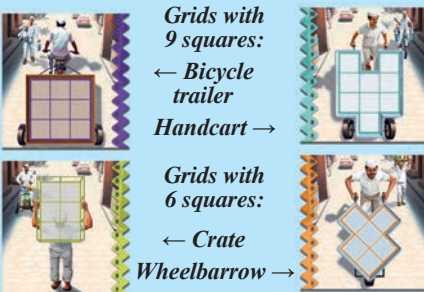 Grids with
9 squares:
← Bicycle
trailer
Handcart →
Grids with
6 squares:
← Crate
Wheelbarrow →